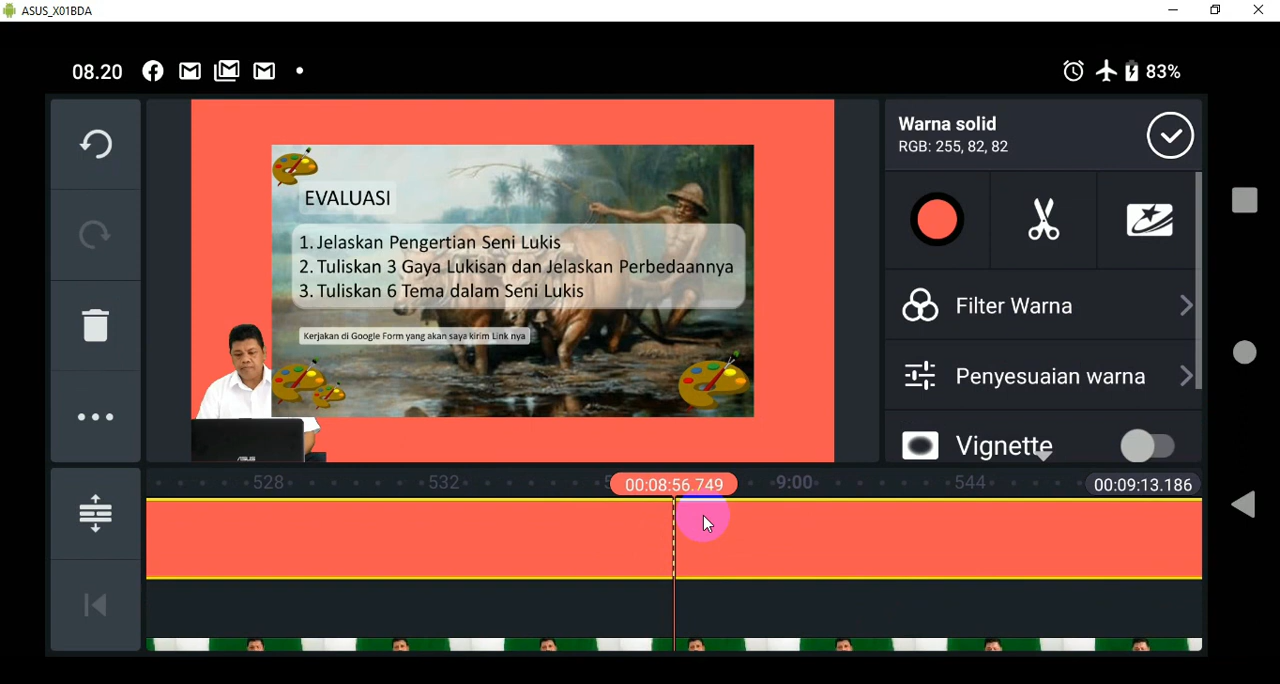 ASUS_X01BDA
08.20
83%
Warna solid
RGB: 255, 82, 82
EVALUASI
1. Jelaskan Pengertian Seni Lukis
2. Tuliskan 3 Gaya Lukisan dan Jelaskan Perbedaannya
3. Tuliskan 6 Tema dalam Seni Lukis
Kerjakan di Google Form yang akan saya kirim Link nya
Filter Warna
Penyesuaian warna
Vignette
ASUS
528
532
00:08:56.749
9:00
544
00:09:13.186